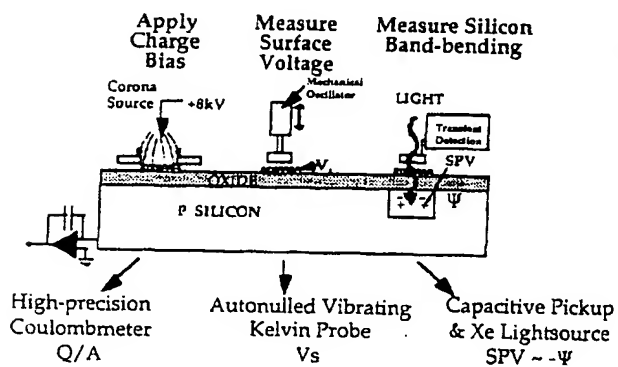 Apply
Charge
Bias
Measure
Surface
Voltage
Measure Silicon
Band-bending
Corona
Source
+8kV
Mechanical
Oscillator
LIGHT
Transient
Detection
SPV
V
OXIDE
Ψ
P SILICON
High-precision
Coulombmeter
Q/A
Autonulled Vibrating
Kelvin Probe
Vs
Capacitive Pickup
& Xe Lightsource
SPV ~ -Ψ